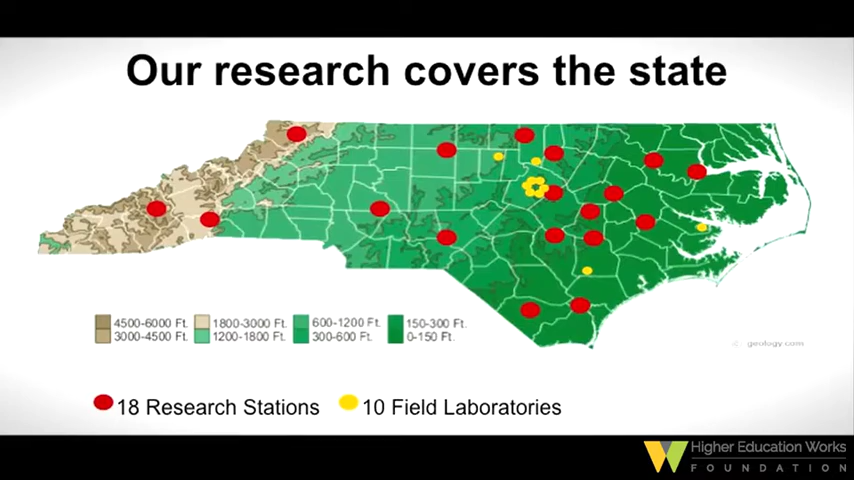 Our research covers the state
4500-6000 Ft. 1800-3000 Ft. 600-1200 Ft. 150-300 Ft.
3000-4500 Ft. 1200-1800 Ft. 300-600 Ft. 0-150 Ft.
geology.com
18 Research Stations 10 Field Laboratories
Higher Education Works
FOUNDATION